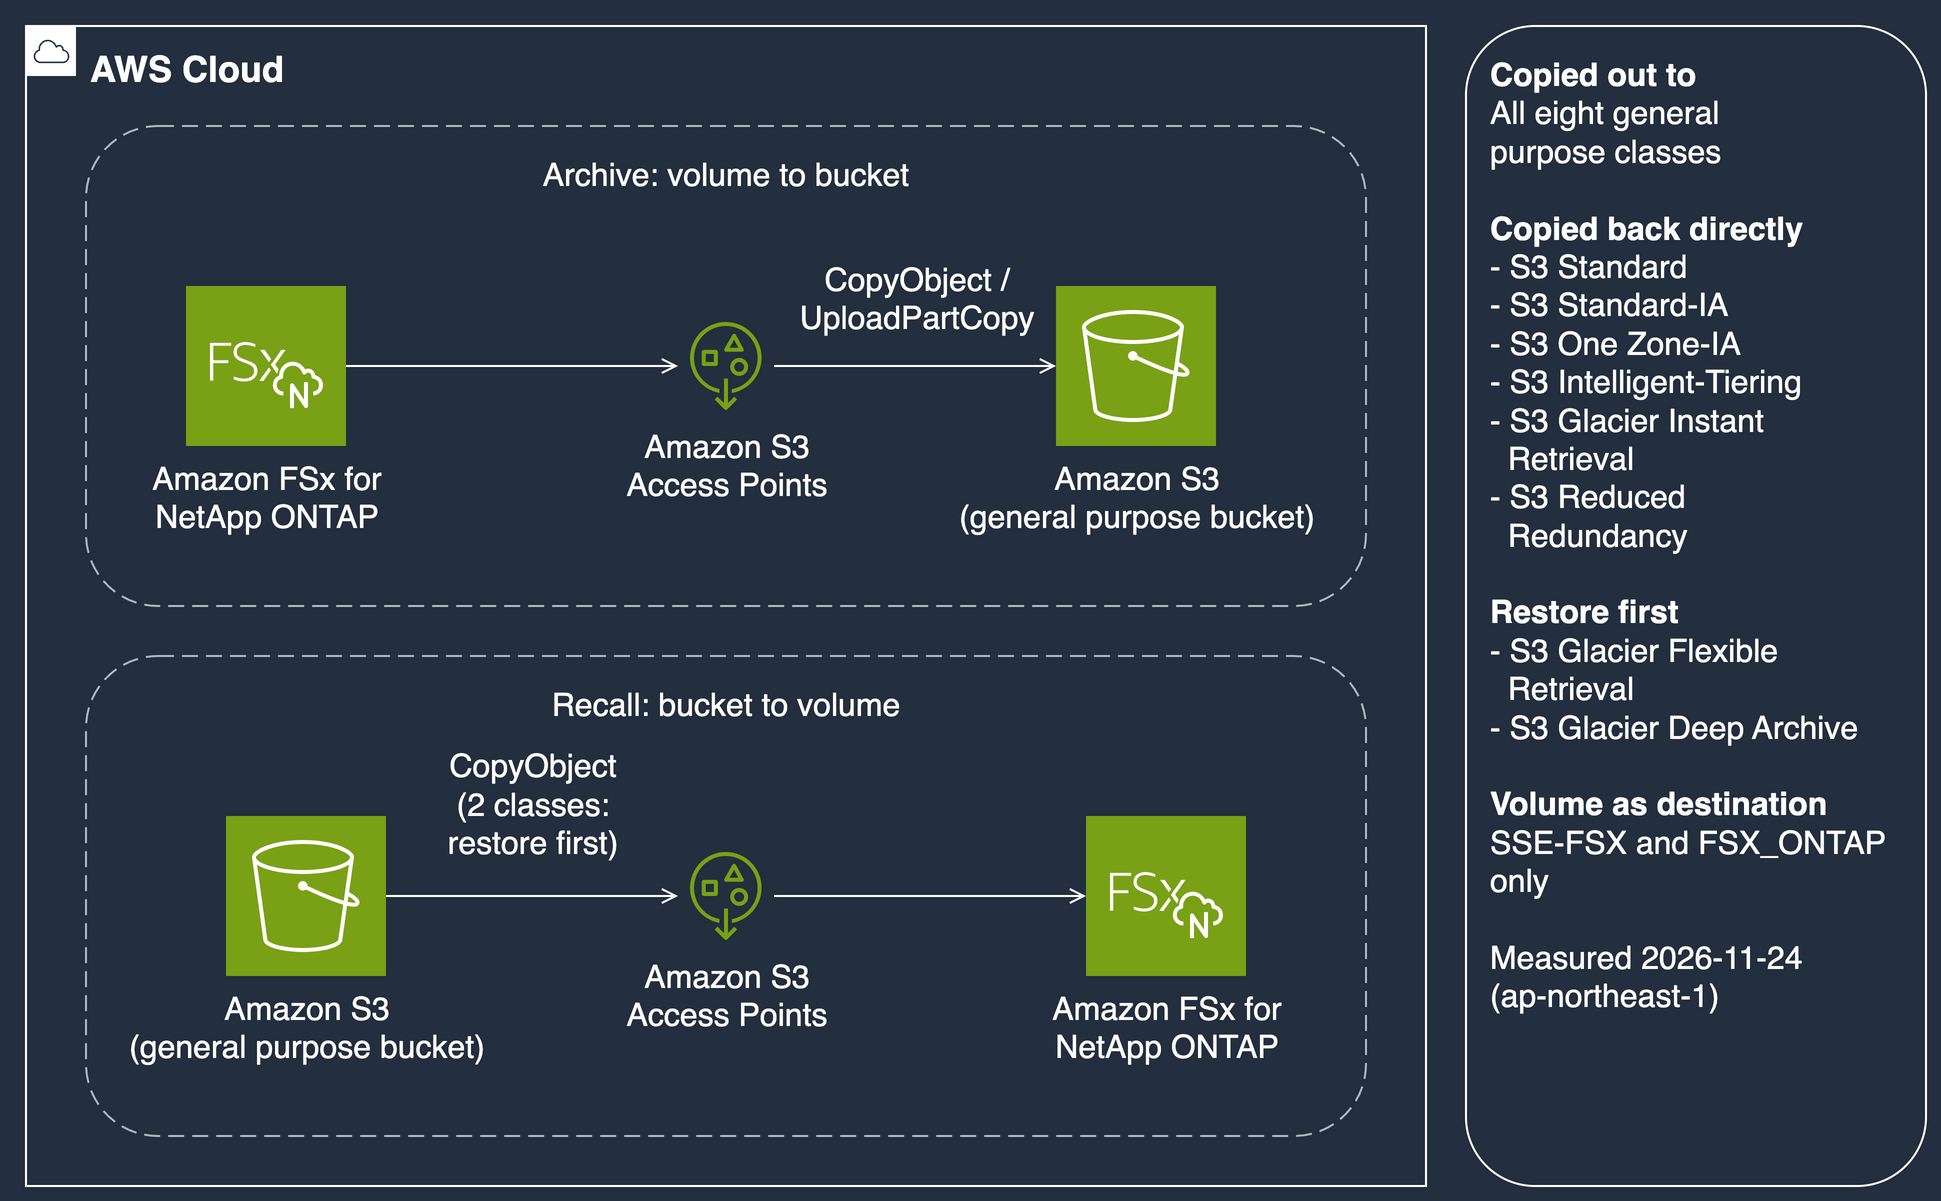 AWS Cloud
Archive: volume to bucket
CopyObject /
UploadPartCopy
FSx
N
Amazon FSx for
NetApp ONTAP
Amazon S3
Access Points
Amazon S3
(general purpose bucket)
Recall: bucket to volume
CopyObject
(2 classes:
restore first)
Amazon S3
(general purpose bucket)
Amazon S3
Access Points
FSx
N
Amazon FSx for
NetApp ONTAP
Copied out to
All eight general
purpose classes
Copied back directly
- S3 Standard
- S3 Standard-IA
- S3 One Zone-IA
- S3 Intelligent-Tiering
- S3 Glacier Instant
Retrieval
- S3 Reduced
Redundancy
Restore first
- S3 Glacier Flexible
Retrieval
- S3 Glacier Deep Archive
Volume as destination
SSE-FSX and FSX_ONTAP
only
Measured 2026-11-24
(ap-northeast-1)